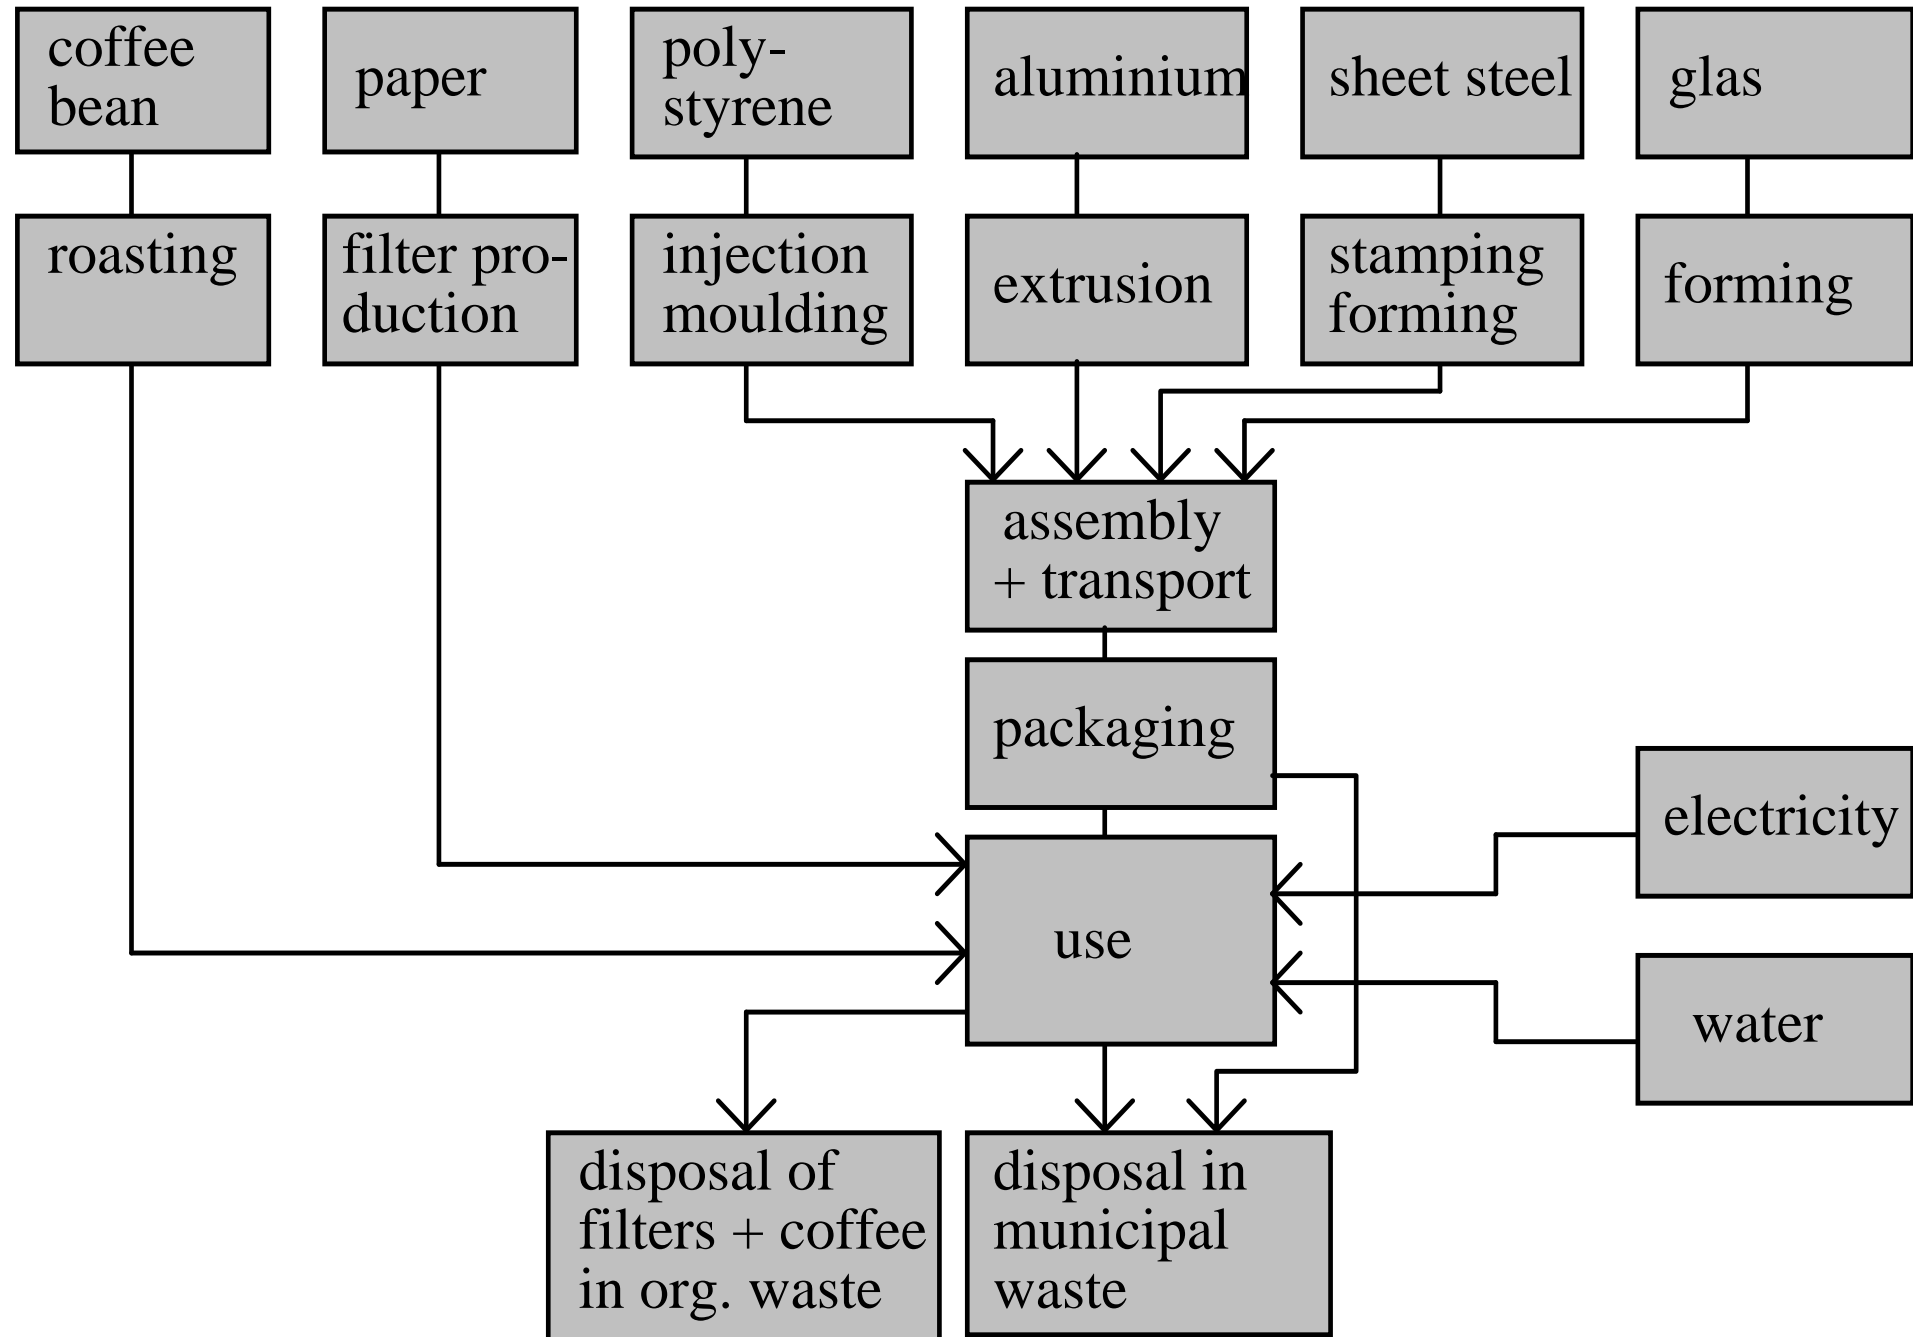 coffee
bean
paper
poly-
styrene
aluminium
sheet steel
glas
roasting
filter pro-
duction
injection
moulding
extrusion
stamping
forming
forming
assembly
+ transport
packaging
electricity
use
water
disposal of
filters + coffee
in org. waste
disposal in
municipal
waste